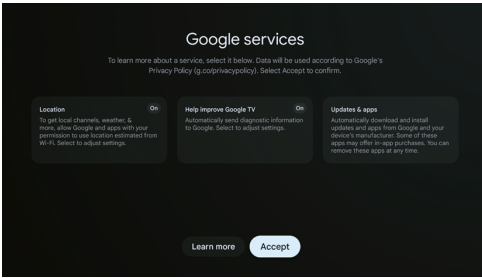 Google services
To learn more about a service, select it below. Data will be used according to Google's
Privacy Policy (g.co/privacypolicy). Select Accept to confirm.
Location
On
To get local channels, weather, &
more, allow Google and apps with your
permission to use location estimated from
Wi-Fi. Select to adjust settings.
Help improve Google TV
On
Automatically send diagnostic information
to Google. Select to adjust settings.
Updates & apps
Automatically download and install
updates and apps from Google and your
device's manufacturer. Some of these
apps may offer in-app purchases. You can
remove these apps at any time.
Learn more
Accept